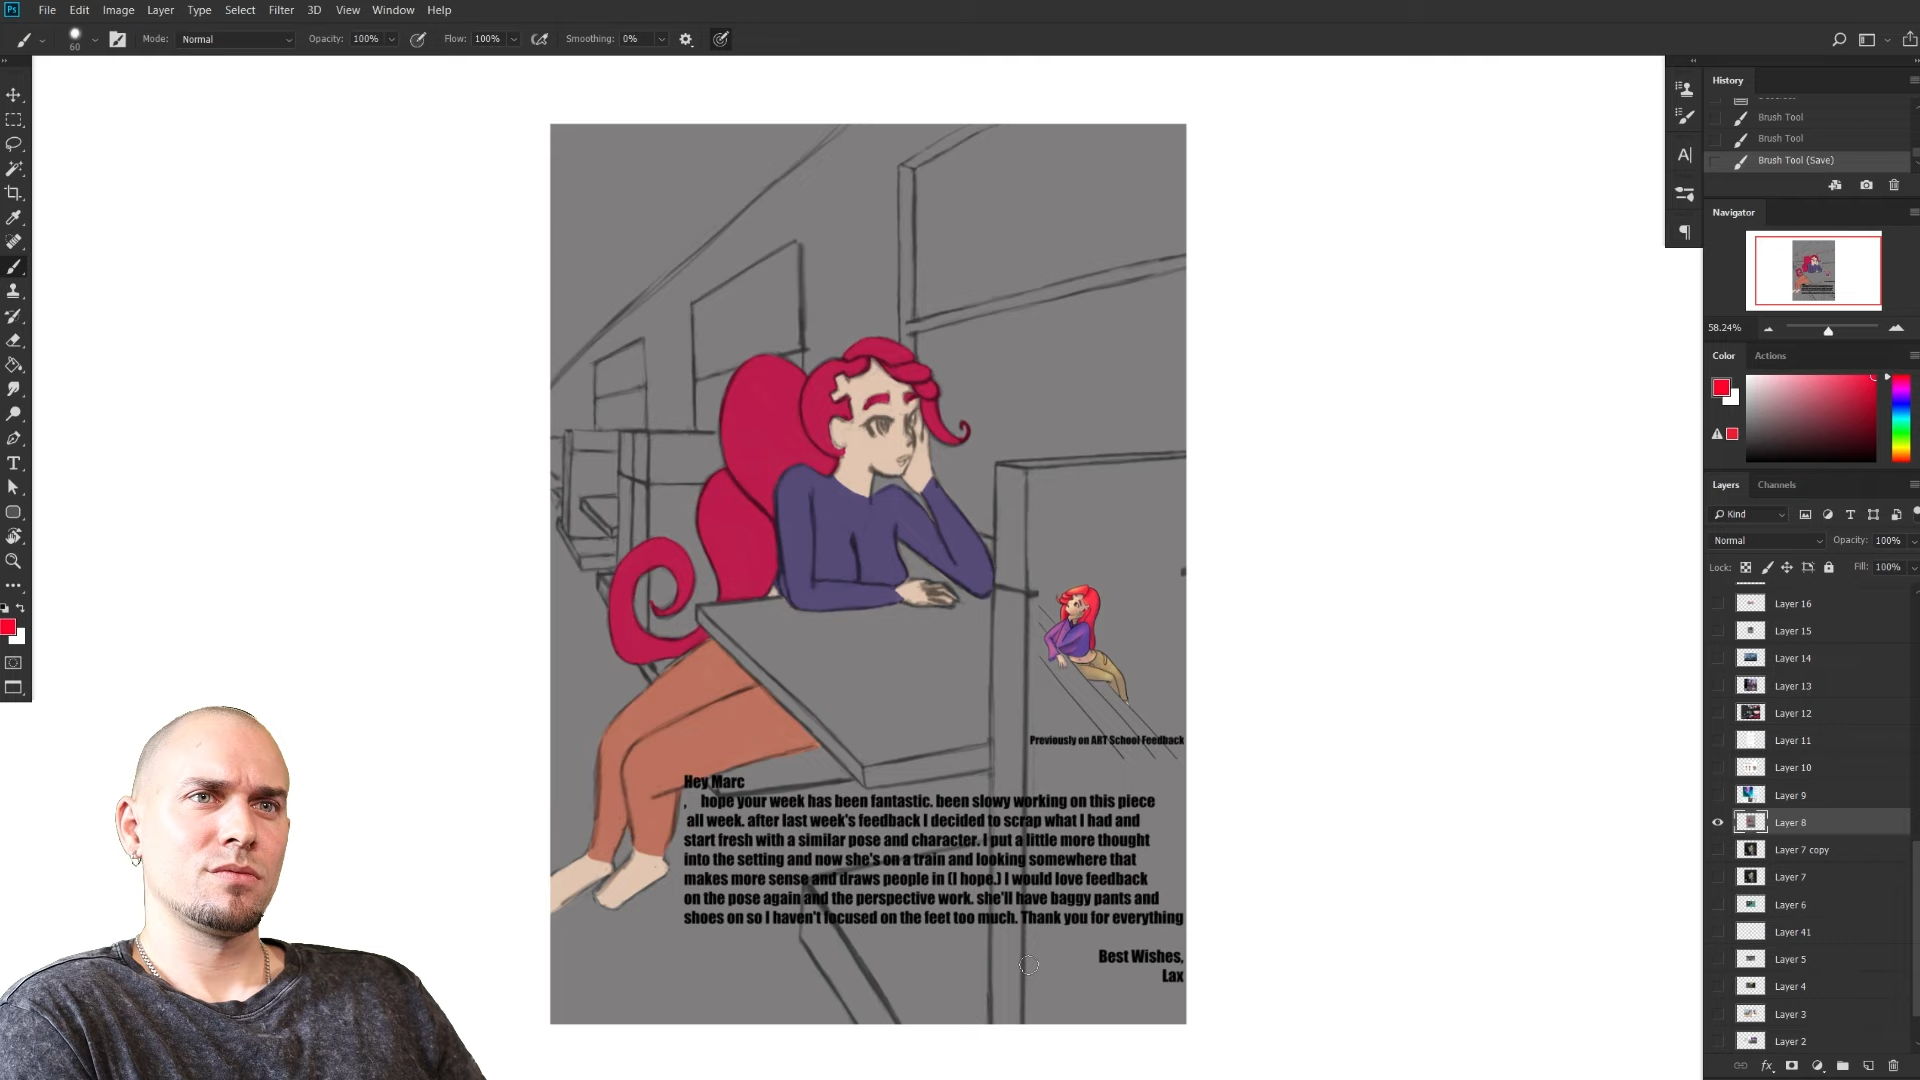 Ps File Edit Image Layer Type Select Filter 3D View Window Help
60 Mode: Normal Opacity: 100% Flow: 100% Smoothing: 0%
History
Brush Tool
Brush Tool
Brush Tool (Save)
Navigator
58.24%
Color Actions
Layers Channels
Kind
Normal Opacity: 100%
Lock: Fill: 100%
Layer 16
Layer 15
Layer 14
Layer 13
Layer 12
Layer 11
Layer 10
Layer 9
Layer 8
Layer 7 copy
Layer 7
Layer 6
Layer 41
Layer 5
Layer 4
Layer 3
Layer 2
fx
Previously on ART School Feedback
Hey Marc
, hope your week has been fantastic. been slowy working on this piece
all week. after last week's feedback I decided to scrap what I had and
start fresh with a similar pose and character. I put a little more thought
into the setting and now she's on a train and looking somewhere that
makes more sense and draws people in (I hope.) I would love feedback
on the pose again and the perspective work. she'll have baggy pants and
shoes on so I haven't focused on the feet too much. Thank you for everything
Best Wishes,
Lax